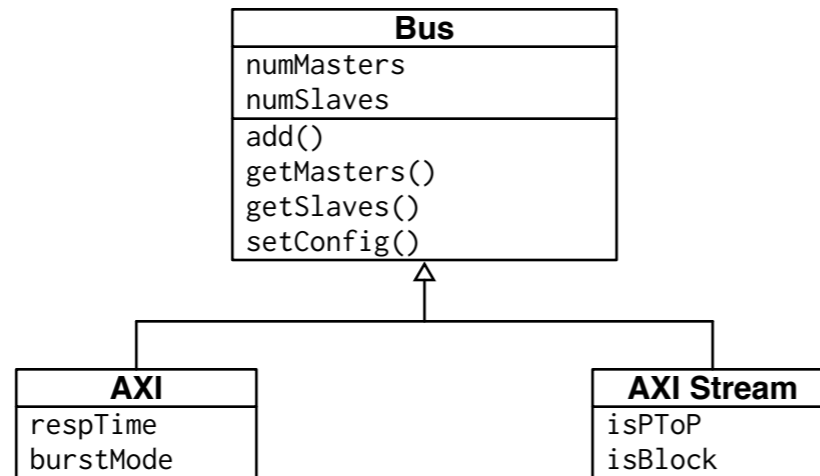 Bus
numMasters
numSlaves
add()
getMasters()
getSlaves()
setConfig()
AXI
respTime
burstMode
AXI Stream
isPToP
isBlock